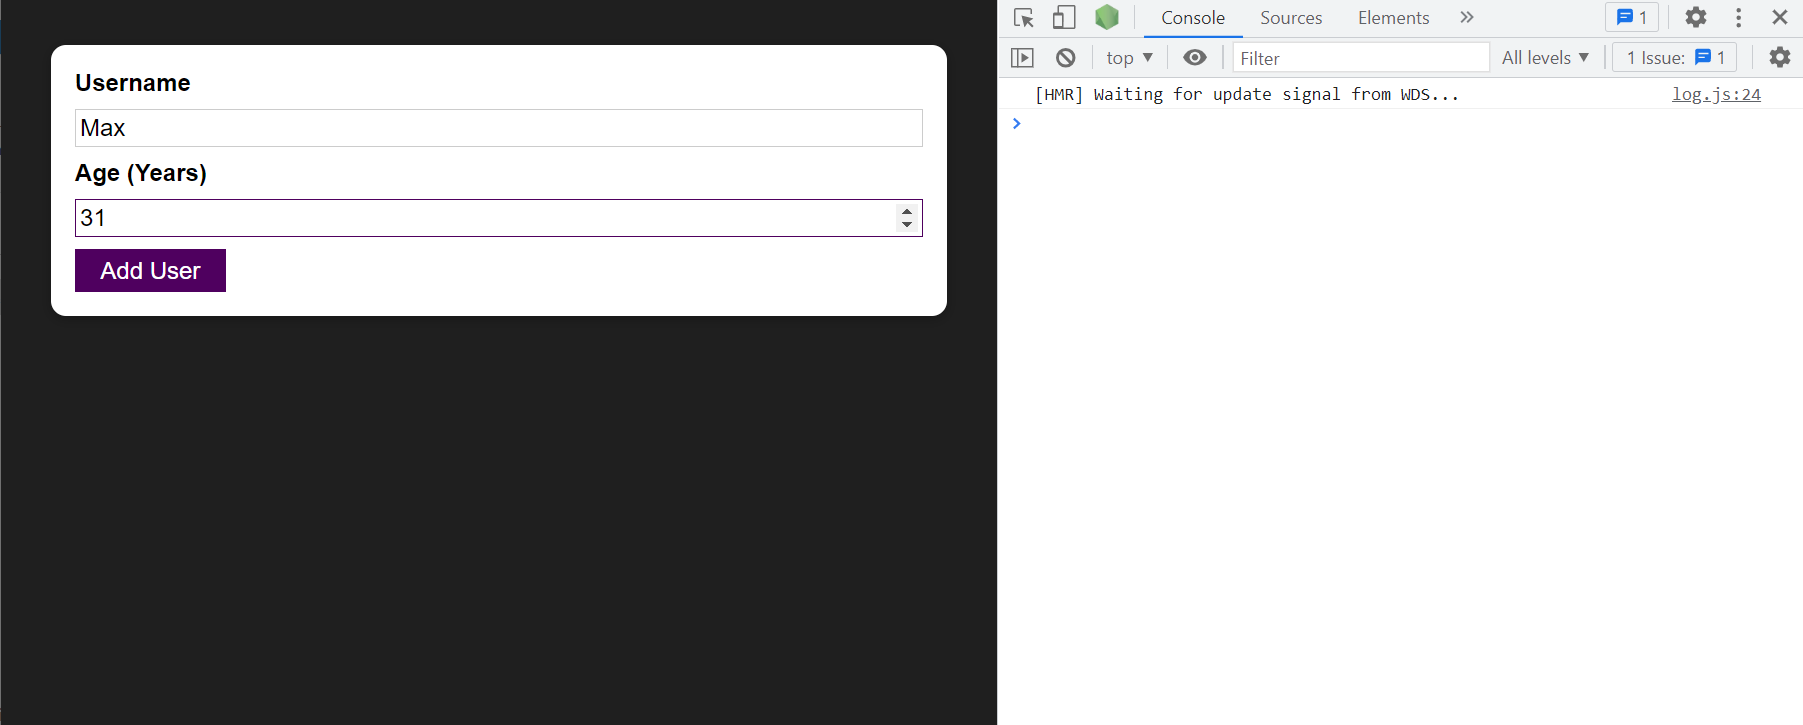 Username
Max
Age (Years)
31
Add User
Console Sources Elements 1
top Filter All levels 1 Issue: 1
[HMR] Waiting for update signal from WDS... log.js:24